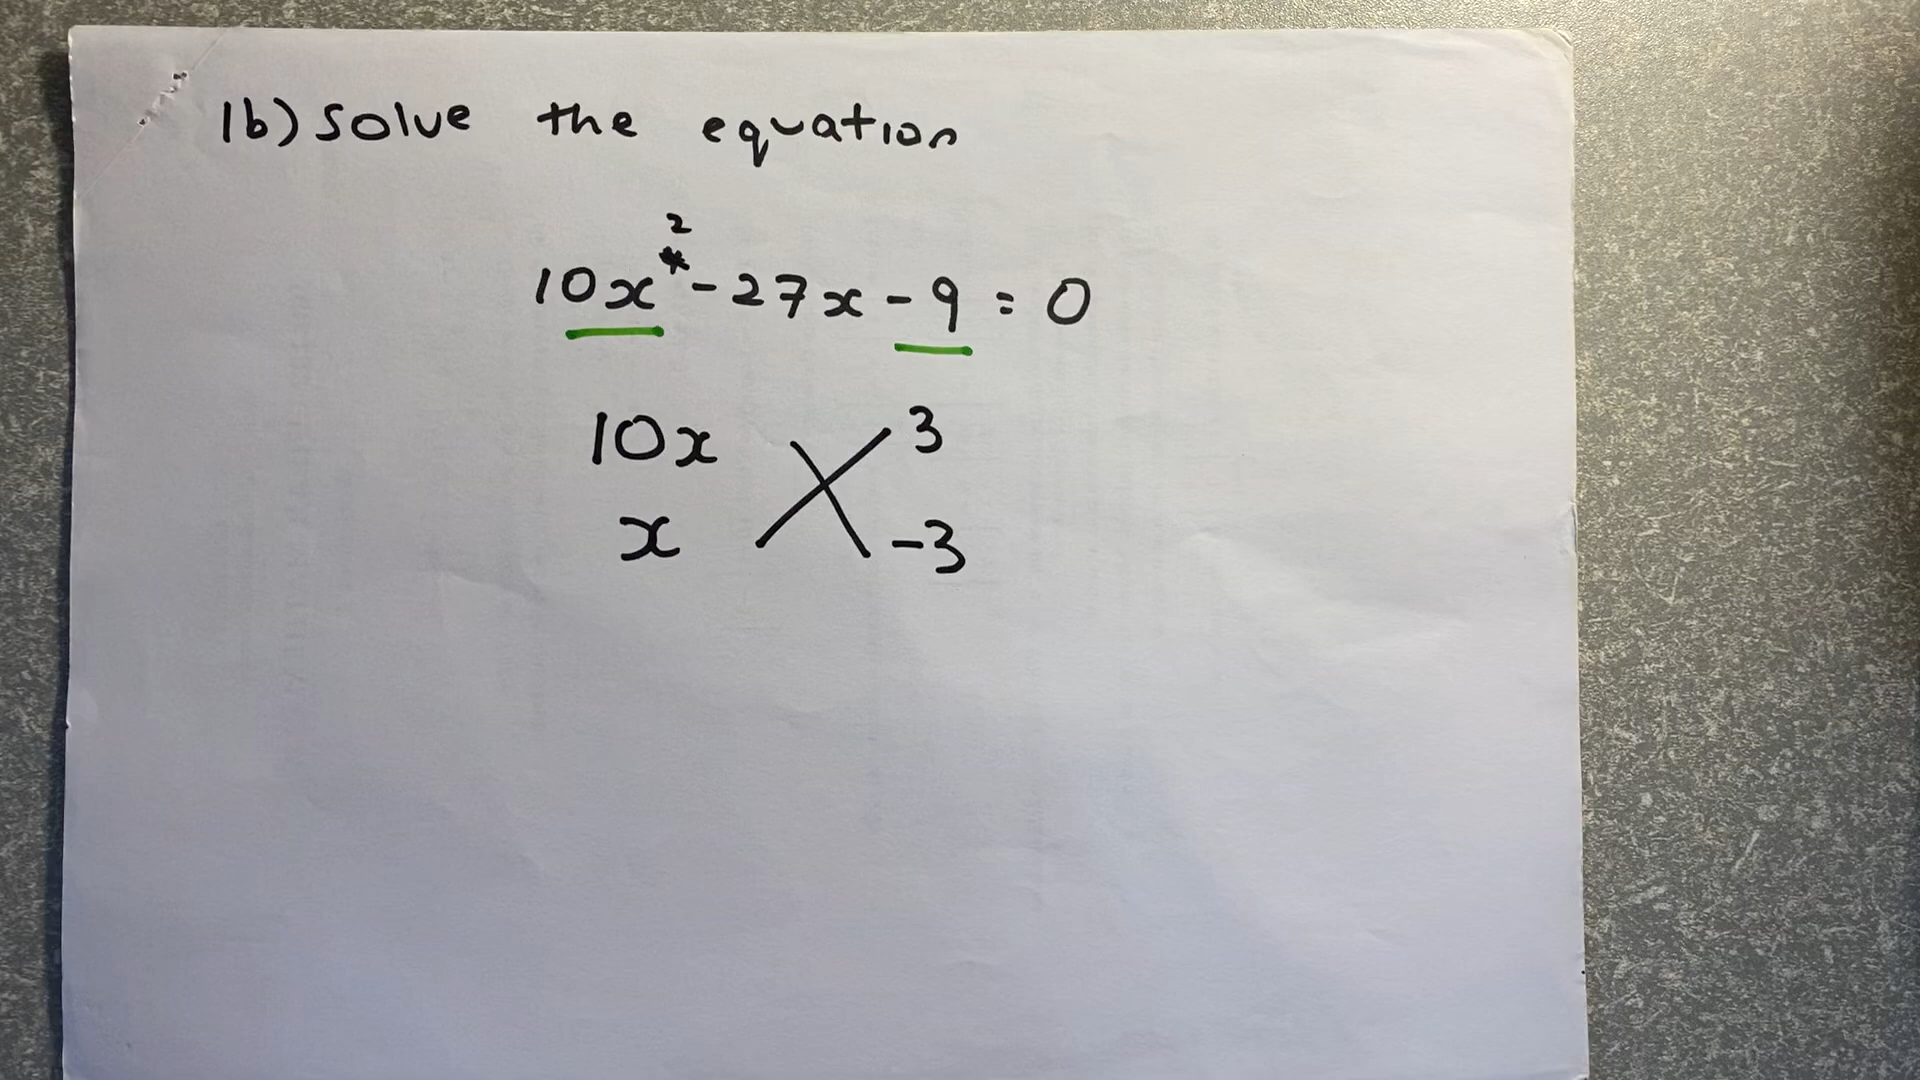 1b) Solve the equation
10x² - 27x - 9 = 0
10x 3
x -3